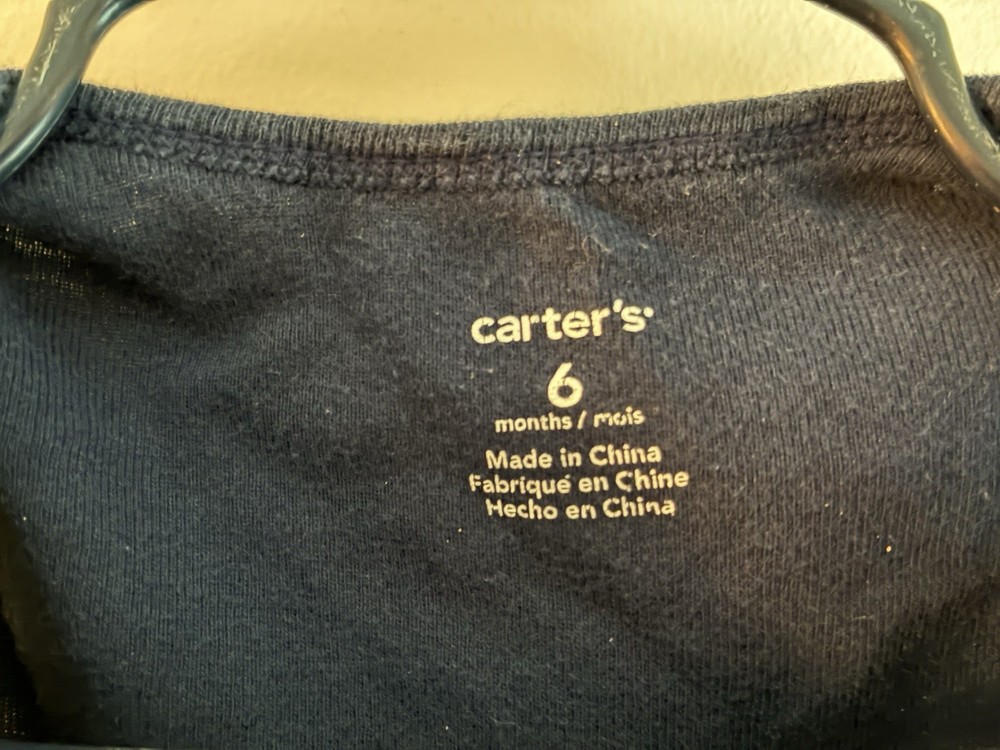 carter's
6
months / mois
Made in China
Fabriqué en Chine
Hecho en China